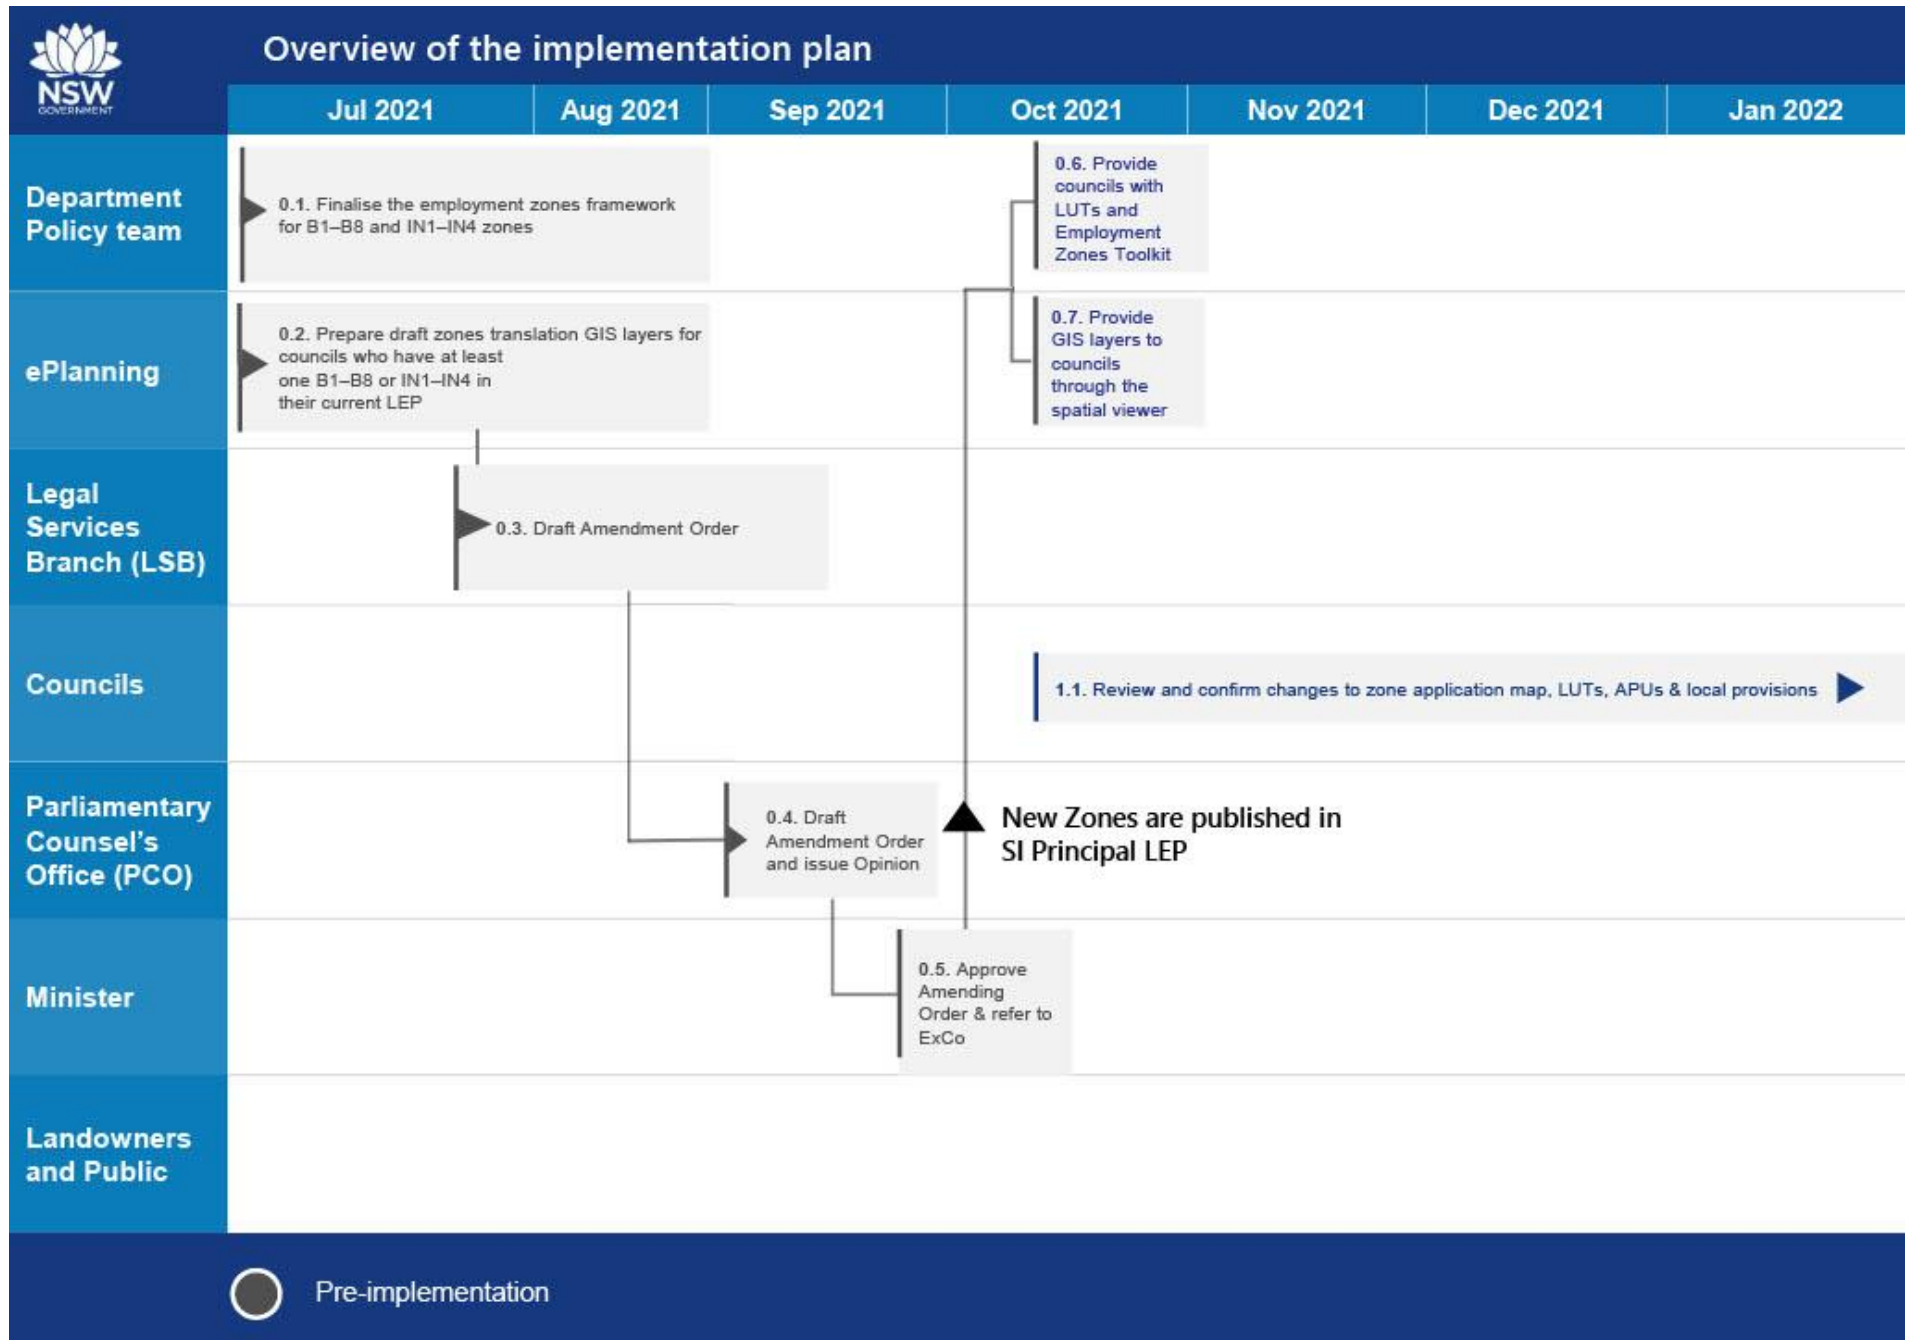 NSW
GOVERNMENT
Overview of the implementation plan
Jul 2021
Aug 2021
Sep 2021
Oct 2021
Nov 2021
Dec 2021
Jan 2022
Department
Policy team
0.1. Finalise the employment zones framework
for B1–B8 and IN1–IN4 zones
0.6. Provide
councils with
LUTs and
Employment
Zones Toolkit
ePlanning
0.2. Prepare draft zones translation GIS layers for
councils who have at least
one B1–B8 or IN1–IN4 in
their current LEP
0.7. Provide
GIS layers to
councils
through the
spatial viewer
Legal
Services
Branch (LSB)
0.3. Draft Amendment Order
Councils
1.1. Review and confirm changes to zone application map, LUTs, APUs & local provisions
Parliamentary
Counsel’s
Office (PCO)
0.4. Draft
Amendment Order
and issue Opinion
New Zones are published in
SI Principal LEP
Minister
0.5. Approve
Amending
Order & refer to
ExCo
Landowners
and Public
Pre-implementation